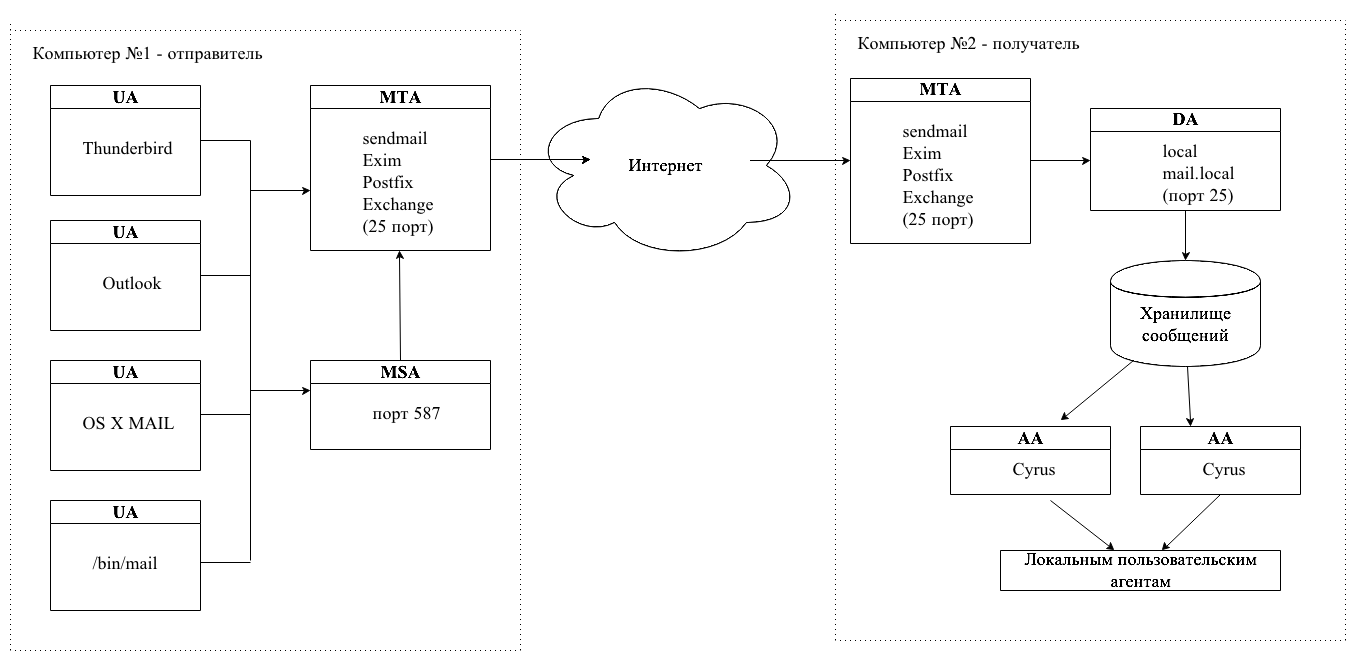 Компьютер №1 - отправитель
UA
Thunderbird
UA
Outlook
UA
OS X MAIL
UA
/bin/mail
MTA
sendmail
Exim
Postfix
Exchange
(25 порт)
MSA
порт 587
Интернет
Компьютер №2 - получатель
MTA
sendmail
Exim
Postfix
Exchange
(25 порт)
DA
local
mail.local
(порт 25)
Хранилище
сообщений
AA
Cyrus
AA
Cyrus
Локальным пользовательским
агентам